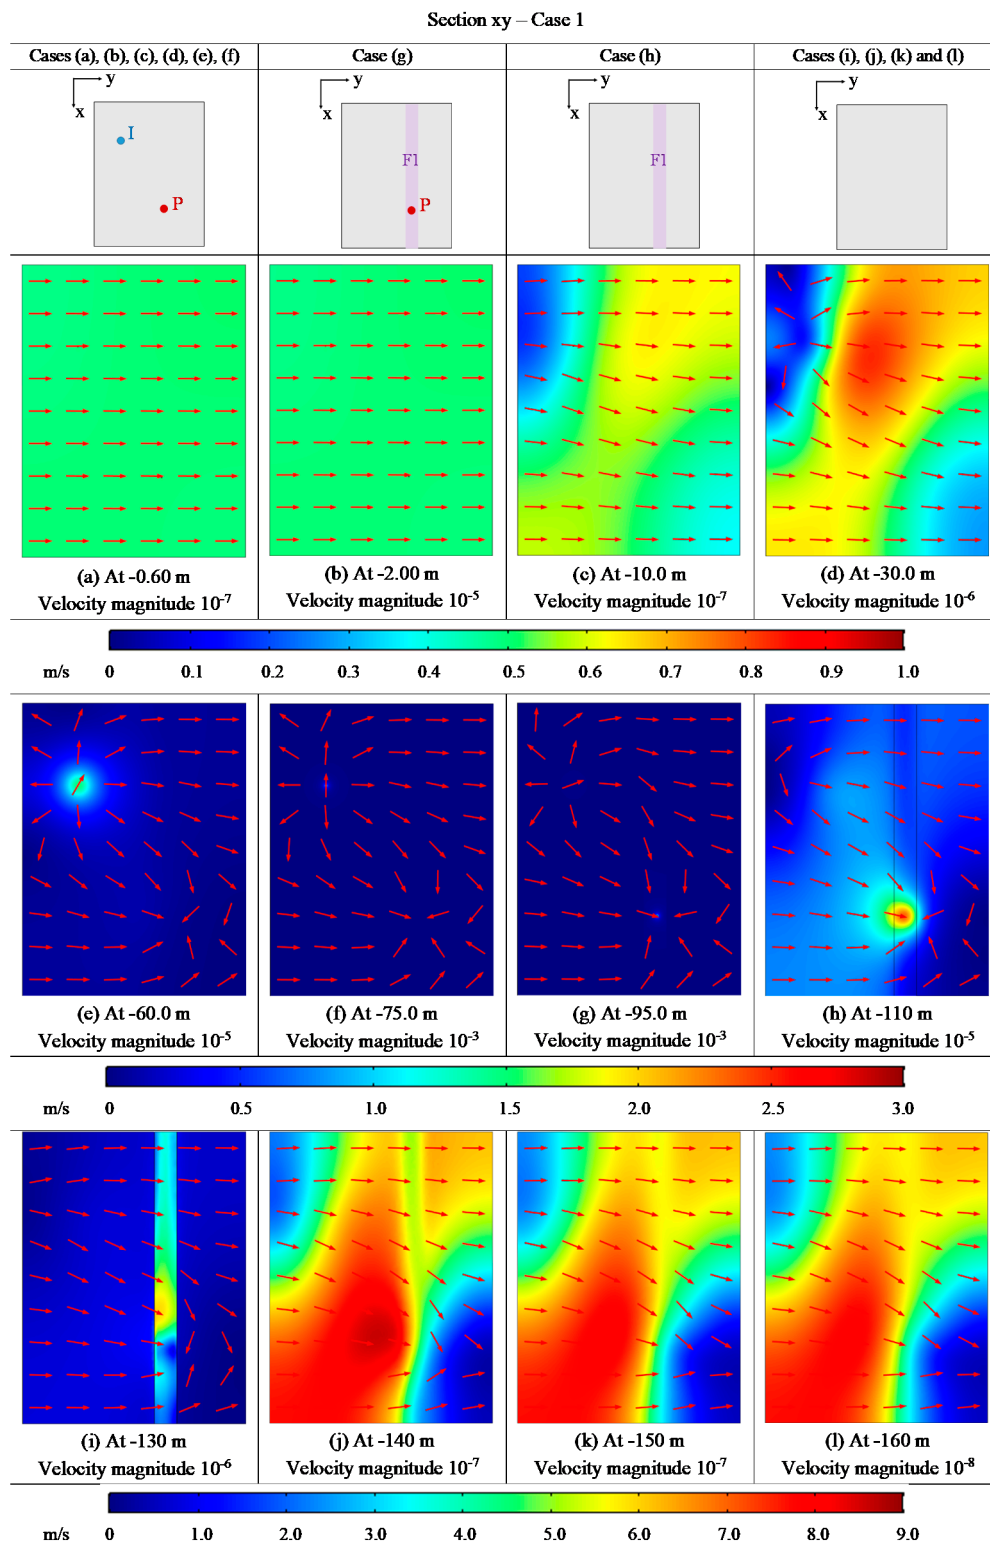 Section xy – Case 1
Cases (a), (b), (c), (d), (e), (f)
Case (g)
Case (h)
Cases (i), (j), (k) and (l)
y
x
I
P
y
x
F1
P
y
x
F1
y
x
(a) At -0.60 m
Velocity magnitude 10-7
(b) At -2.00 m
Velocity magnitude 10-5
(c) At -10.0 m
Velocity magnitude 10-7
(d) At -30.0 m
Velocity magnitude 10-6
m/s 0 0.1 0.2 0.3 0.4 0.5 0.6 0.7 0.8 0.9 1.0
(e) At -60.0 m
Velocity magnitude 10-5
(f) At -75.0 m
Velocity magnitude 10-3
(g) At -95.0 m
Velocity magnitude 10-3
(h) At -110 m
Velocity magnitude 10-5
m/s 0 0.5 1.0 1.5 2.0 2.5 3.0
(i) At -130 m
Velocity magnitude 10-6
(j) At -140 m
Velocity magnitude 10-7
(k) At -150 m
Velocity magnitude 10-7
(l) At -160 m
Velocity magnitude 10-8
m/s 0 1.0 2.0 3.0 4.0 5.0 6.0 7.0 8.0 9.0